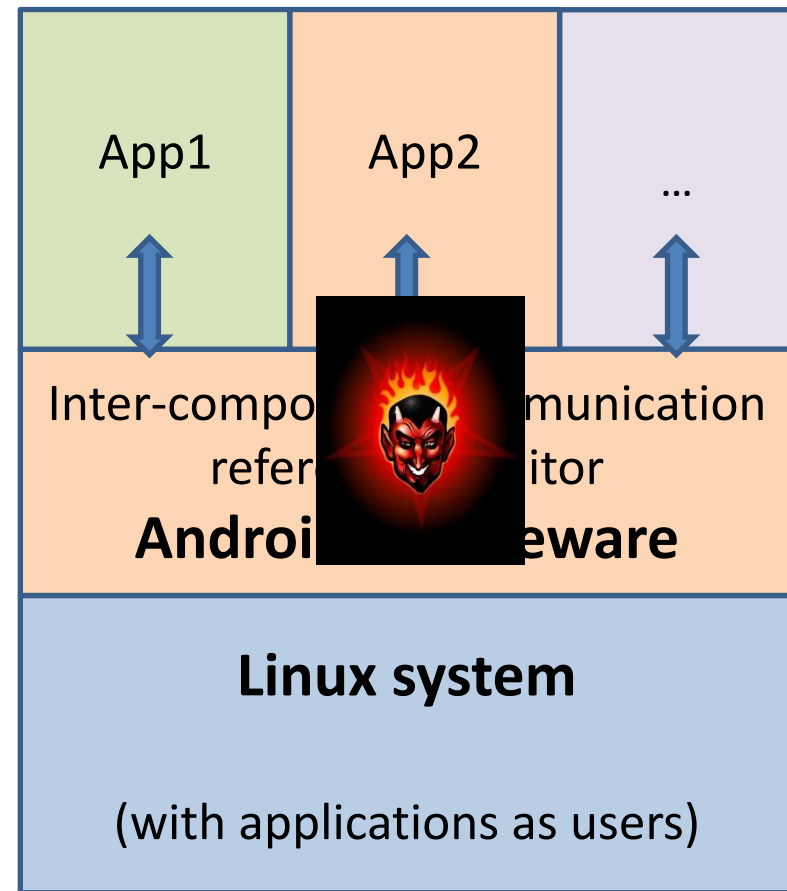 App1
App2
…
Inter-compo munication
refer itor
Androi eware
Linux system
(with applications as users)